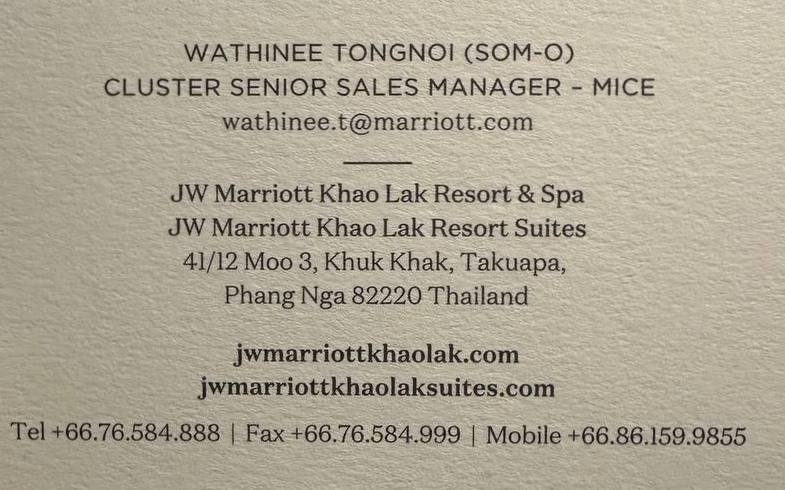 WATHINEE TONGNOI (SOM-O)
CLUSTER SENIOR SALES MANAGER – MICE
wathinee.t@marriott.com
JW Marriott Khao Lak Resort & Spa
JW Marriott Khao Lak Resort Suites
41/12 Moo 3, Khuk Khak, Takuapa,
Phang Nga 82220 Thailand
jwmarriottkhaolak.com
jwmarriottkhaolaksuites.com
Tel +66.76.584.888 | Fax +66.76.584.999 | Mobile +66.86.159.9855